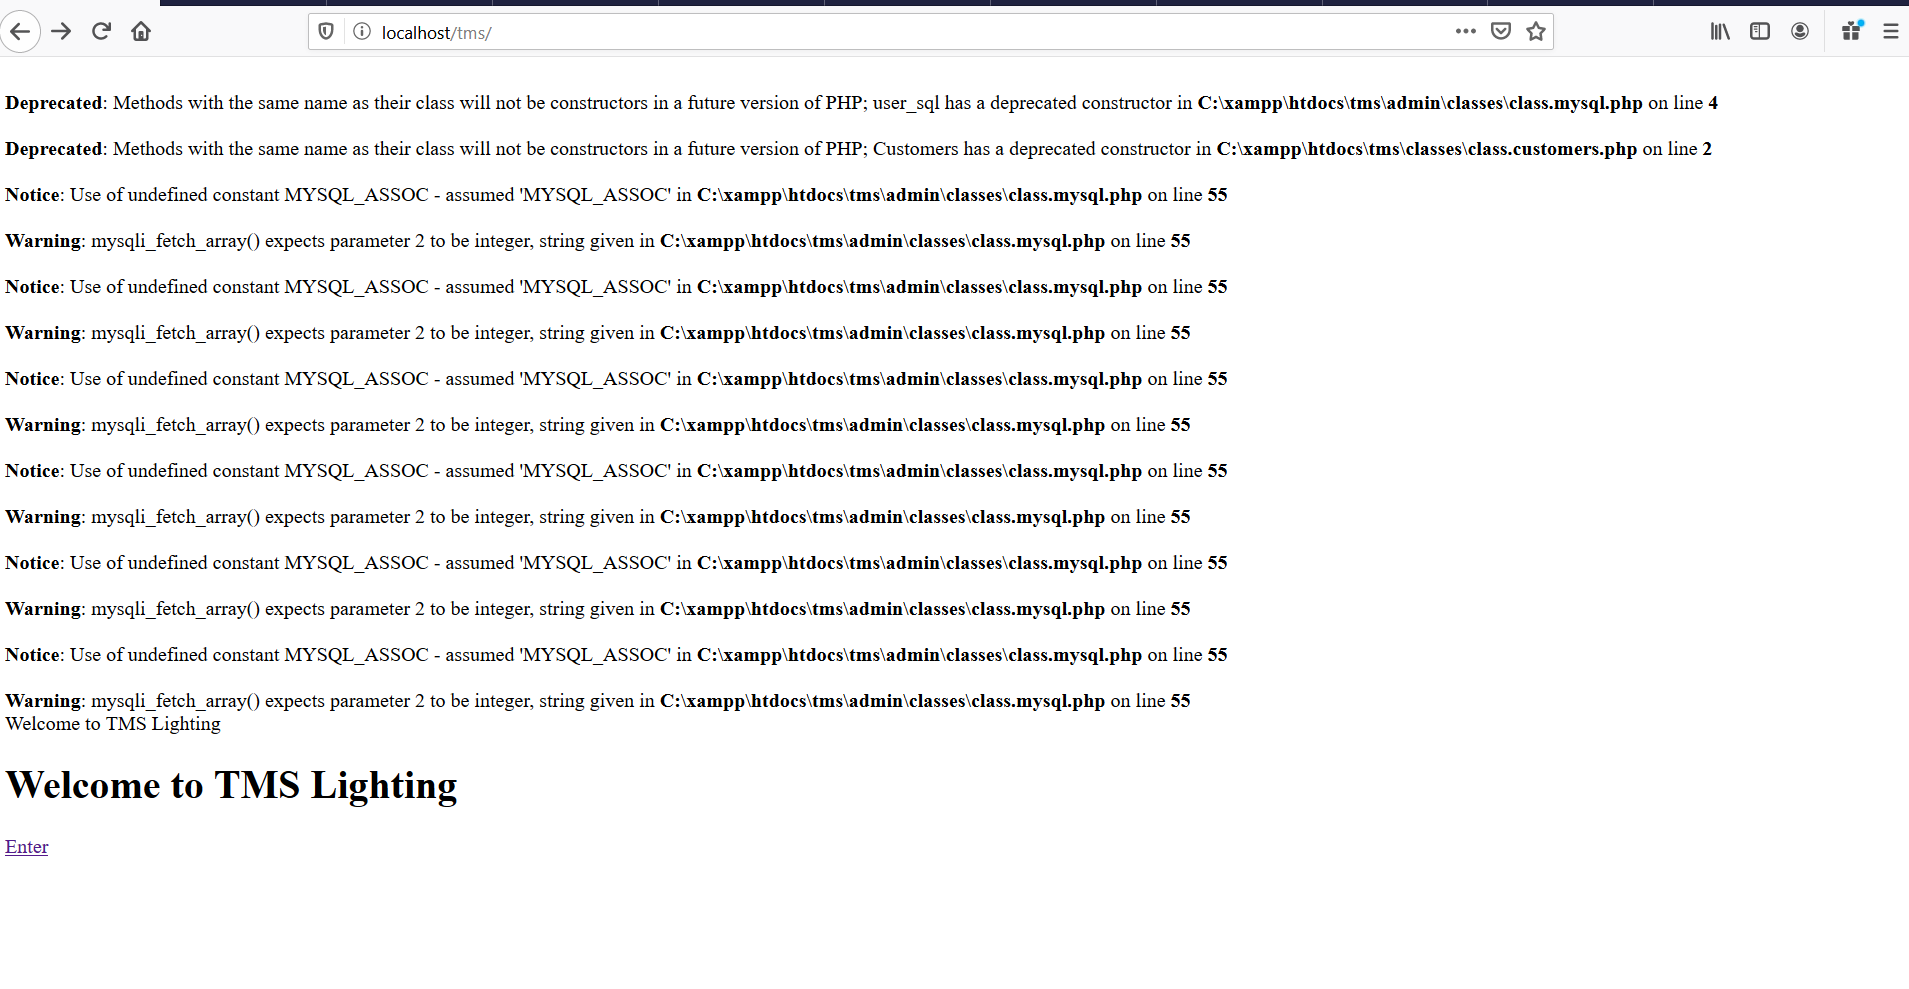 localhost/tms/
Deprecated: Methods with the same name as their class will not be constructors in a future version of PHP; user_sql has a deprecated constructor in C:\xampp\htdocs\tms\admin\classes\class.mysql.php on line 4
Deprecated: Methods with the same name as their class will not be constructors in a future version of PHP; Customers has a deprecated constructor in C:\xampp\htdocs\tms\classes\class.customers.php on line 2
Notice: Use of undefined constant MYSQL_ASSOC - assumed 'MYSQL_ASSOC' in C:\xampp\htdocs\tms\admin\classes\class.mysql.php on line 55
Warning: mysqli_fetch_array() expects parameter 2 to be integer, string given in C:\xampp\htdocs\tms\admin\classes\class.mysql.php on line 55
Notice: Use of undefined constant MYSQL_ASSOC - assumed 'MYSQL_ASSOC' in C:\xampp\htdocs\tms\admin\classes\class.mysql.php on line 55
Warning: mysqli_fetch_array() expects parameter 2 to be integer, string given in C:\xampp\htdocs\tms\admin\classes\class.mysql.php on line 55
Notice: Use of undefined constant MYSQL_ASSOC - assumed 'MYSQL_ASSOC' in C:\xampp\htdocs\tms\admin\classes\class.mysql.php on line 55
Warning: mysqli_fetch_array() expects parameter 2 to be integer, string given in C:\xampp\htdocs\tms\admin\classes\class.mysql.php on line 55
Notice: Use of undefined constant MYSQL_ASSOC - assumed 'MYSQL_ASSOC' in C:\xampp\htdocs\tms\admin\classes\class.mysql.php on line 55
Warning: mysqli_fetch_array() expects parameter 2 to be integer, string given in C:\xampp\htdocs\tms\admin\classes\class.mysql.php on line 55
Notice: Use of undefined constant MYSQL_ASSOC - assumed 'MYSQL_ASSOC' in C:\xampp\htdocs\tms\admin\classes\class.mysql.php on line 55
Warning: mysqli_fetch_array() expects parameter 2 to be integer, string given in C:\xampp\htdocs\tms\admin\classes\class.mysql.php on line 55
Notice: Use of undefined constant MYSQL_ASSOC - assumed 'MYSQL_ASSOC' in C:\xampp\htdocs\tms\admin\classes\class.mysql.php on line 55
Warning: mysqli_fetch_array() expects parameter 2 to be integer, string given in C:\xampp\htdocs\tms\admin\classes\class.mysql.php on line 55
Welcome to TMS Lighting
Welcome to TMS Lighting
Enter